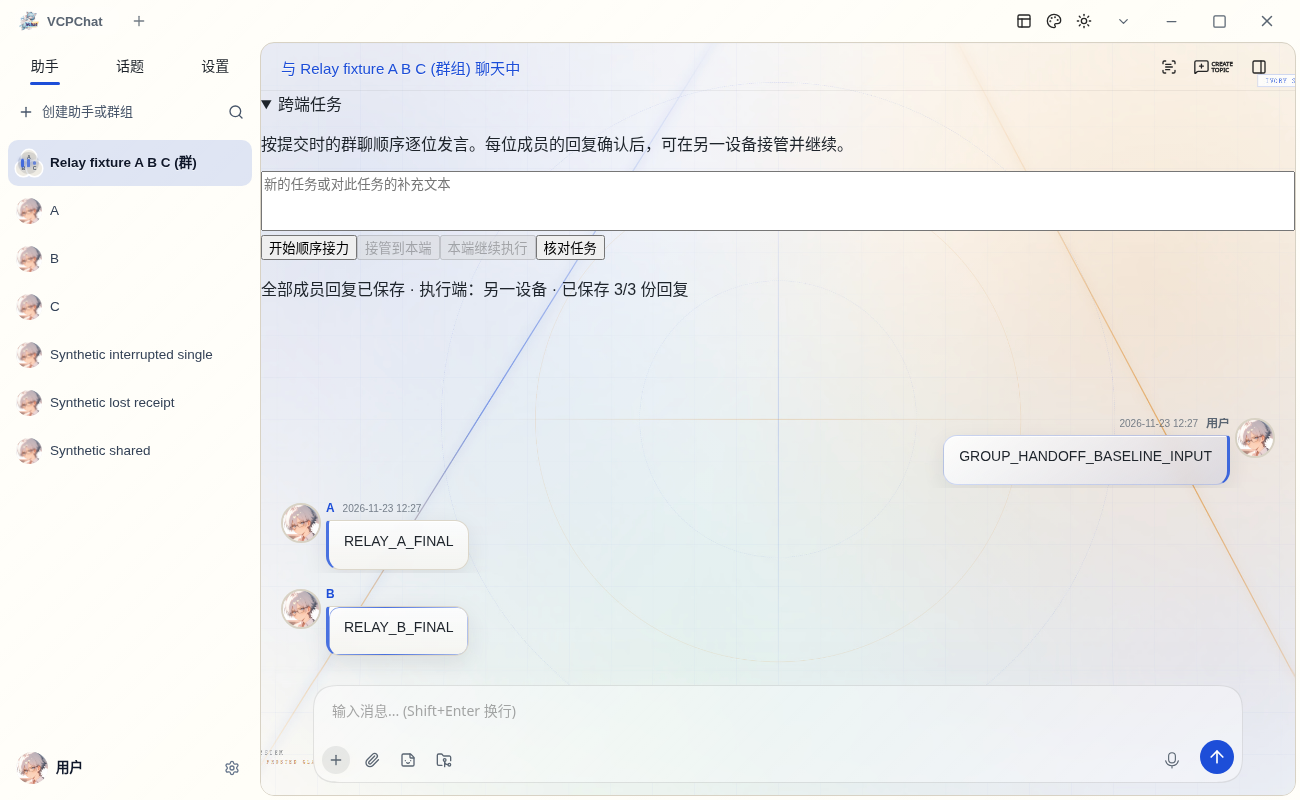 VCPChat
助手 话题 设置
与 Relay fixture A B C (群组) 聊天中
CREATE
TOPIC
▼ 跨端任务
创建助手或群组
按提交时的群聊顺序逐位发言。每位成员的回复确认后，可在另一设备接管并继续。
Relay fixture A B C (群)
新的任务或对此任务的补充文本
A
开始顺序接力 接管到本端 本端继续执行 核对任务
B
全部成员回复已保存 · 执行端：另一设备 · 已保存 3/3 份回复
C
Synthetic interrupted single
Synthetic lost receipt
Synthetic shared
2026-11-23 12:27 用户
GROUP_HANDOFF_BASELINE_INPUT
A 2026-11-23 12:27
RELAY_A_FINAL
B
RELAY_B_FINAL
输入消息... (Shift+Enter 换行)
用户